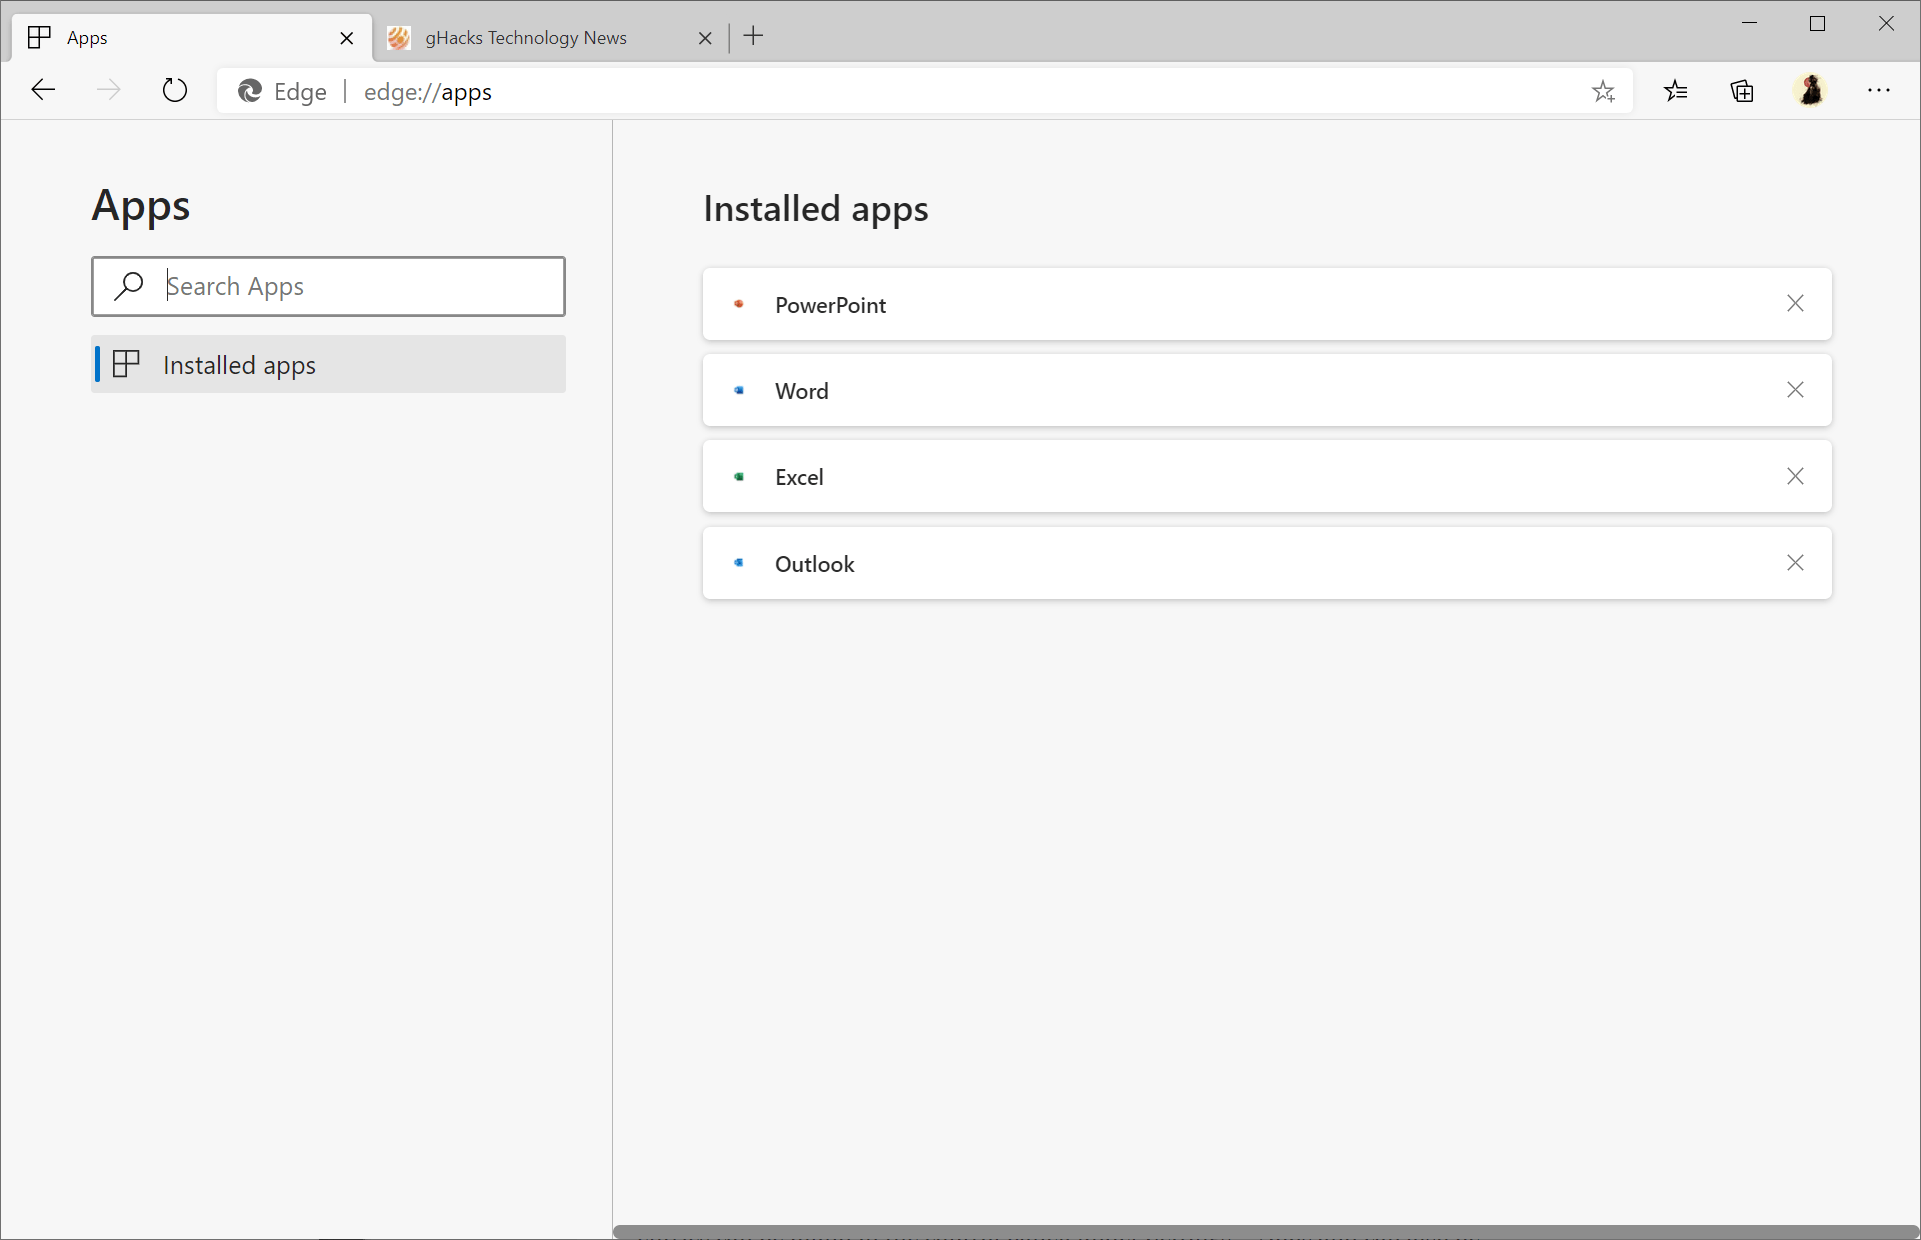 Apps
gHacks Technology News
Edge
edge://apps
Apps
Search Apps
Installed apps
Installed apps
PowerPoint
Word
Excel
Outlook